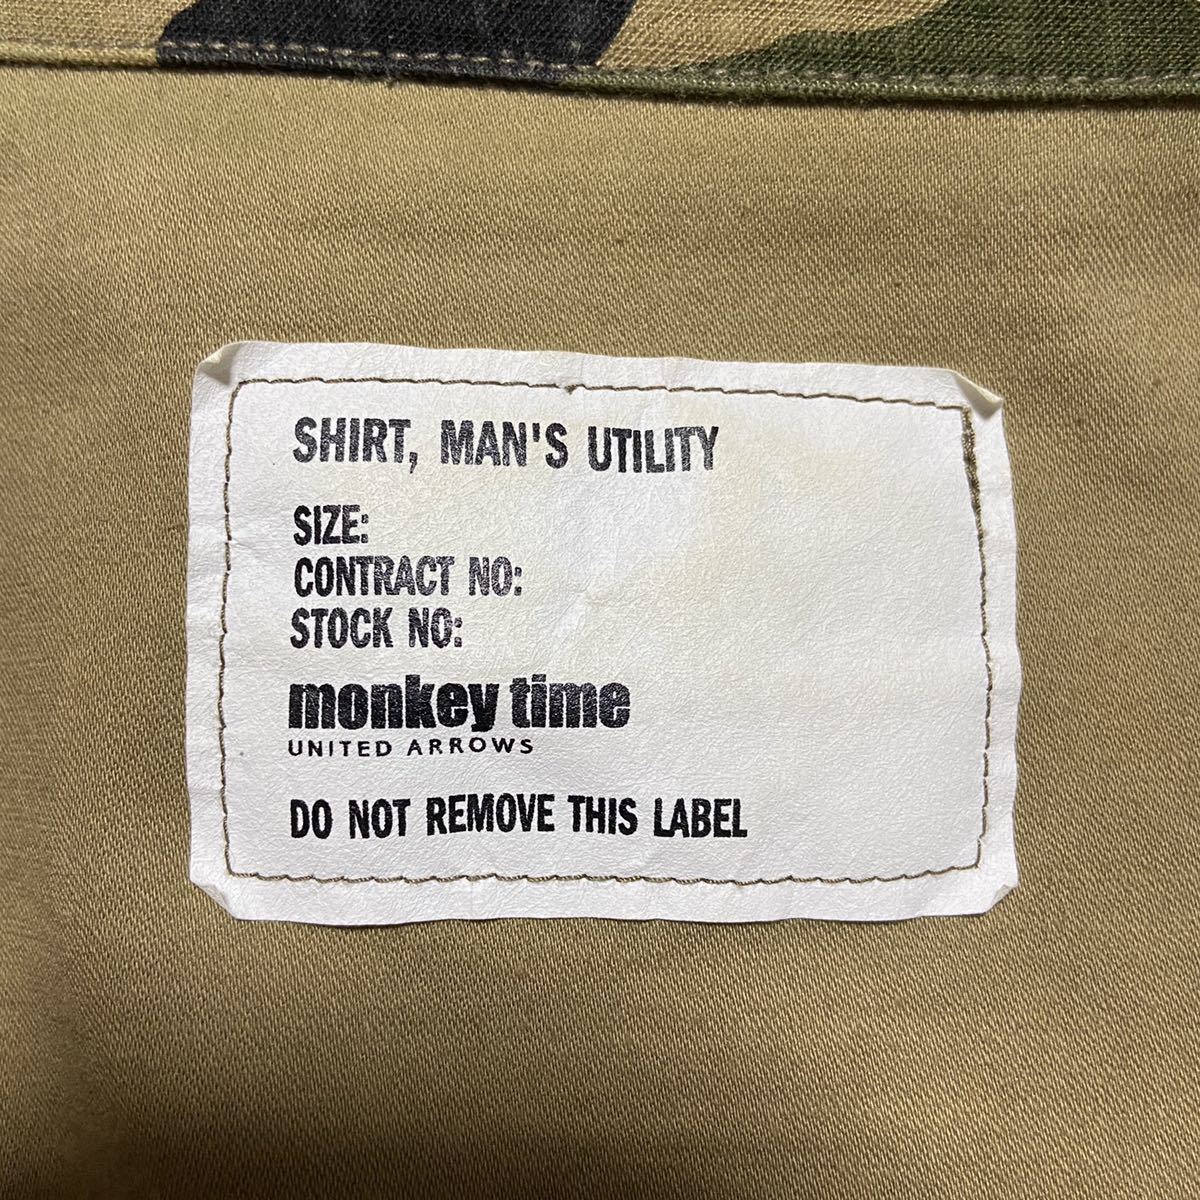 SHIRT, MAN'S UTILITY
SIZE:
CONTRACT NO:
STOCK NO:
monkey time
UNITED ARROWS
DO NOT REMOVE THIS LABEL